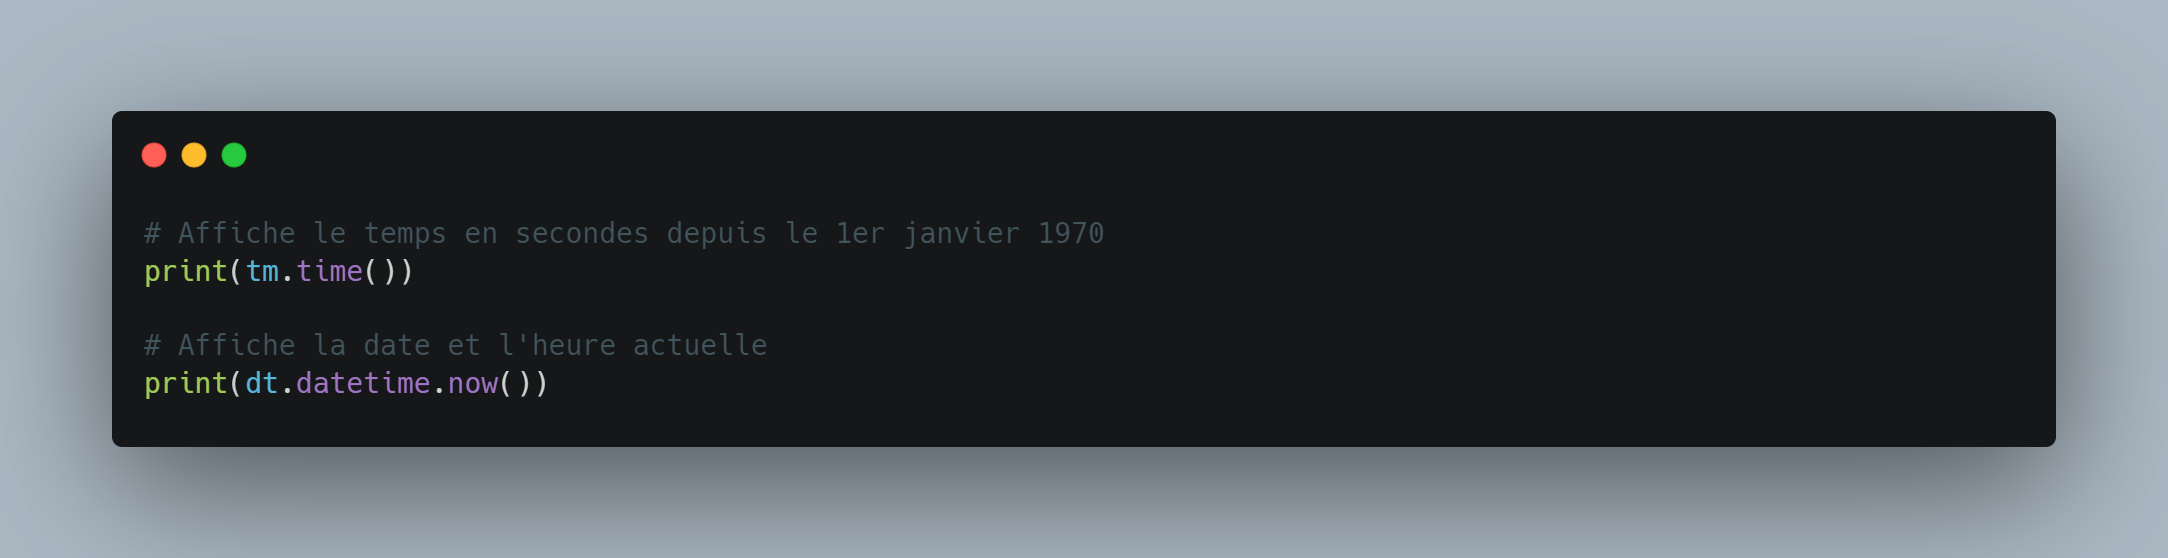 # Affiche le temps en secondes depuis le 1er janvier 1970
print(tm.time())
# Affiche la date et l'heure actuelle
print(dt.datetime.now())